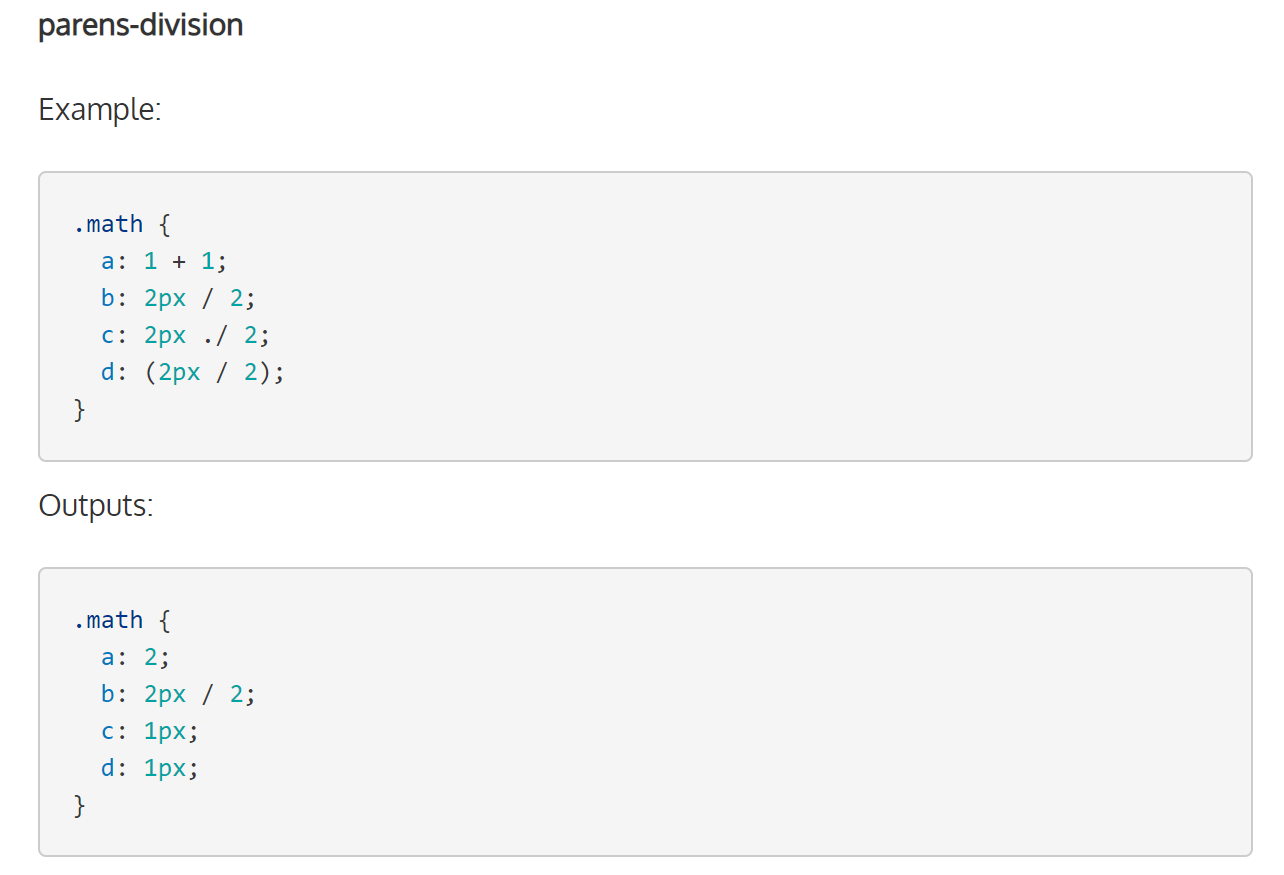 parens-division
Example:
.math {
  a: 1 + 1;
  b: 2px / 2;
  c: 2px ./ 2;
  d: (2px / 2);
}
Outputs:
.math {
  a: 2;
  b: 2px / 2;
  c: 1px;
  d: 1px;
}